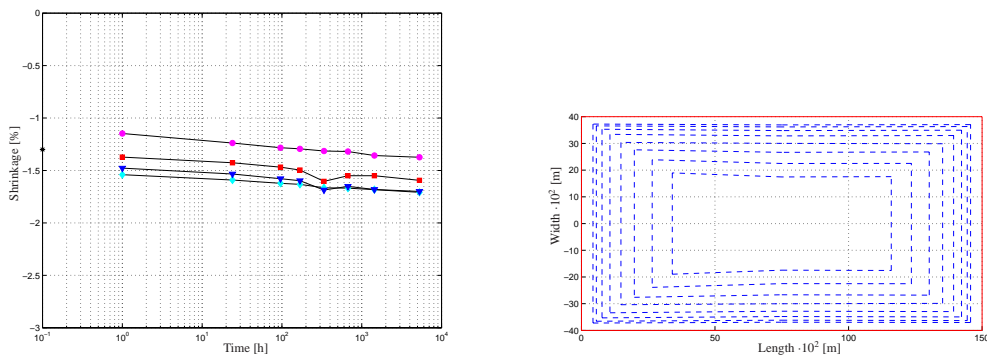 0
−0.5
−1
−1.5
−2
−2.5
−3
Shrinkage [%]
10⁻¹ 10⁰ 10¹ 10² 10³ 10⁴
Time [h]
40
30
20
10
0
−10
−20
−30
−40
Width ·10² [m]
0 50 100 150
Length ·10² [m]